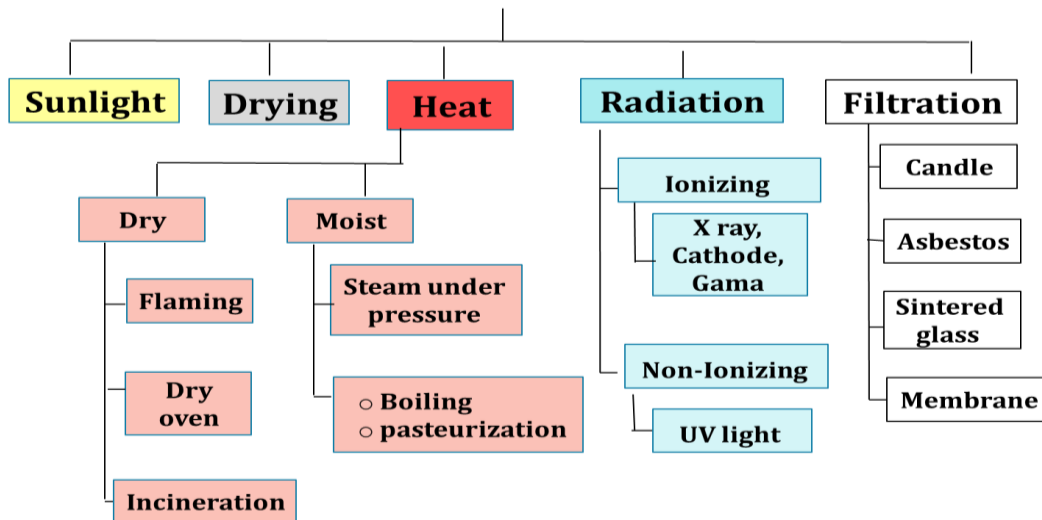 Sunlight
Drying
Heat
Radiation
Filtration
Dry
Flaming
Dry
oven
Incineration
Moist
Steam under
pressure
o Boiling
o pasteurization
Ionizing
X ray,
Cathode,
Gama
Non-Ionizing
UV light
Candle
Asbestos
Sintered
glass
Membrane